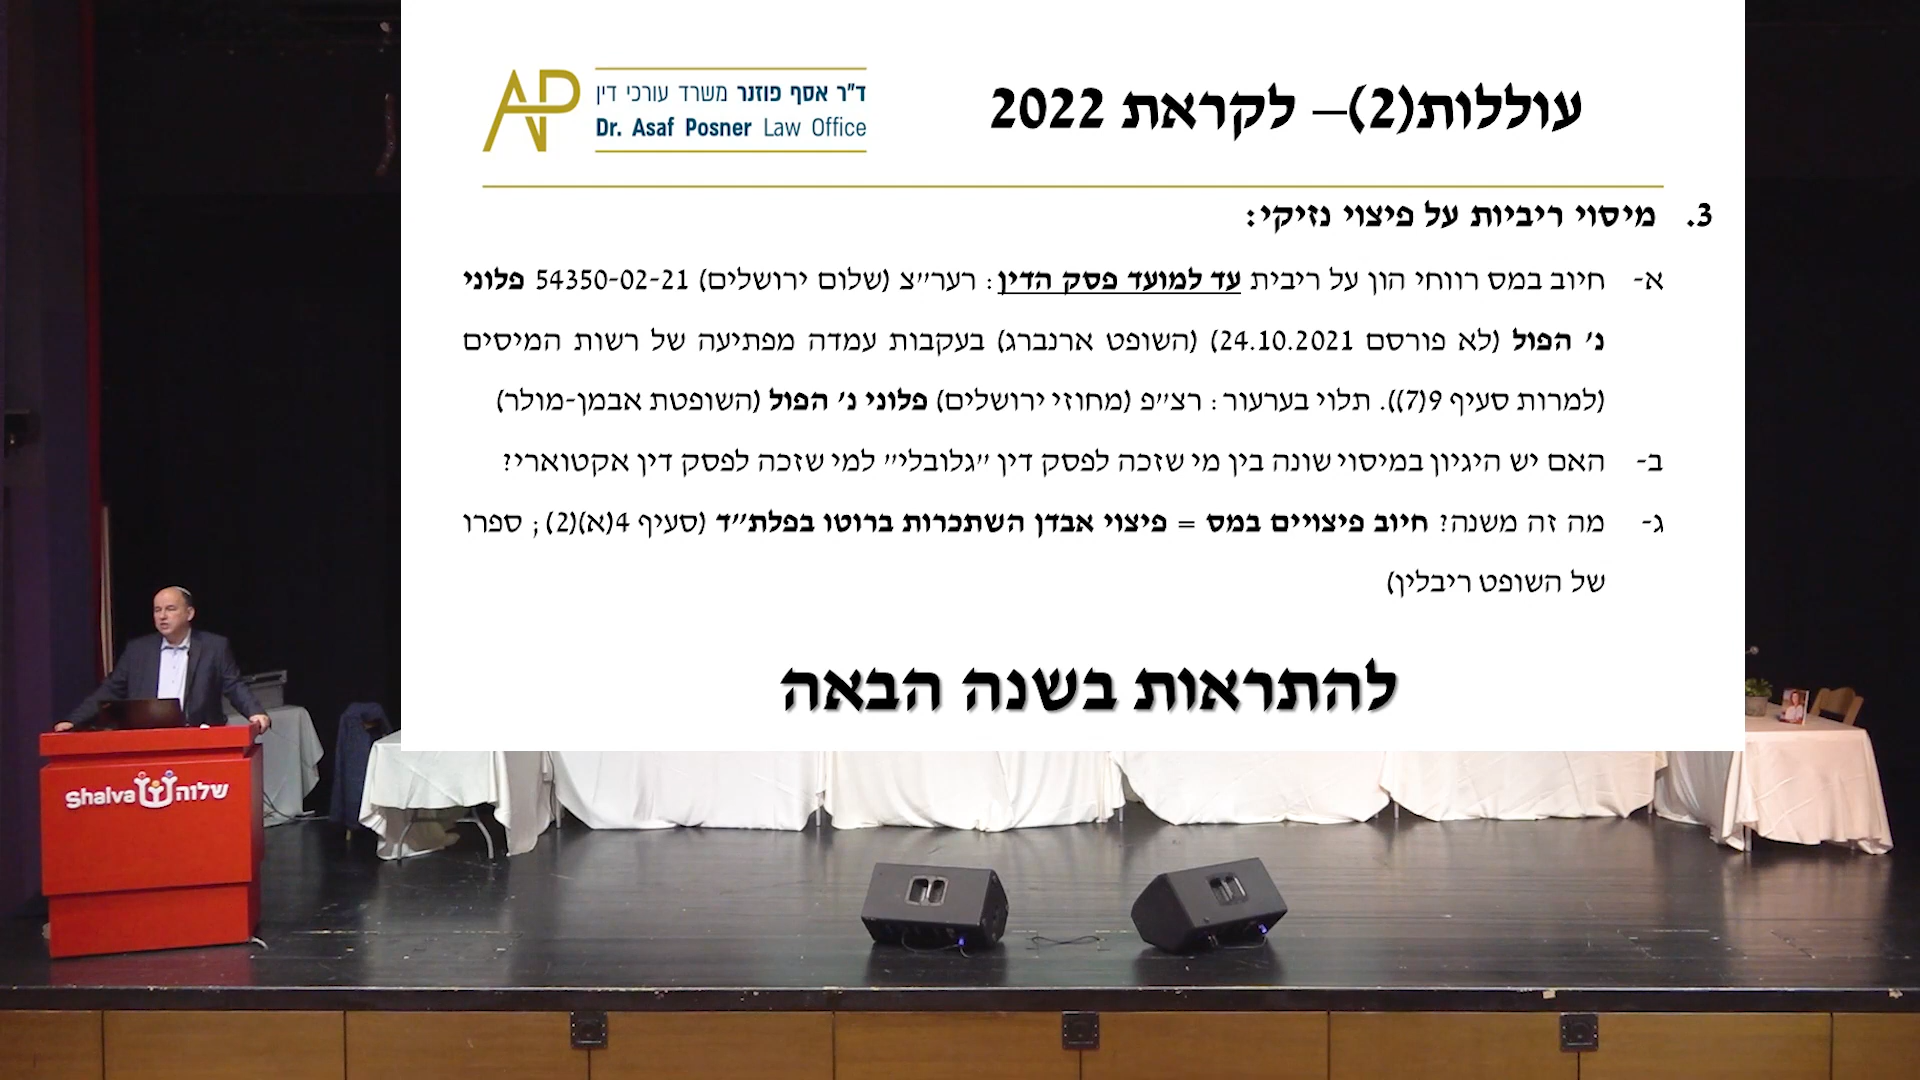 עוללות(2)– לקראת 2022
ד"ר אסף פוזנר משרד עורכי דין
Dr. Asaf Posner Law Office
3. מיסוי ריביות על פיצוי נזיקי:
א- חיוב במס רווחי הון על ריבית עד למועד פסק הדין: רער״צ (שלום ירושלים) 54350-02-21 פלוני
נ׳ הפול (לא פורסם 24.10.2021) (השופט ארנברג) בעקבות עמדה מפתיעה של רשות המיסים
(למרות סעיף 9(7)). תלוי בערעור: רצ״פ (מחוזי ירושלים) פלוני נ׳ הפול (השופטת אבמן-מולר)
ב- האם יש היגיון במיסוי שונה בין מי שזכה לפסק דין ״גלובלי״ למי שזכה לפסק דין אקטוארי?
ג- מה זה משנה? חיוב פיצויים במס = פיצוי אבדן השתכרות ברוטו בפלת״ד (סעיף 4(א)(2); ספרו
של השופט ריבלין)
להתראות בשנה הבאה
Shalva שלוה